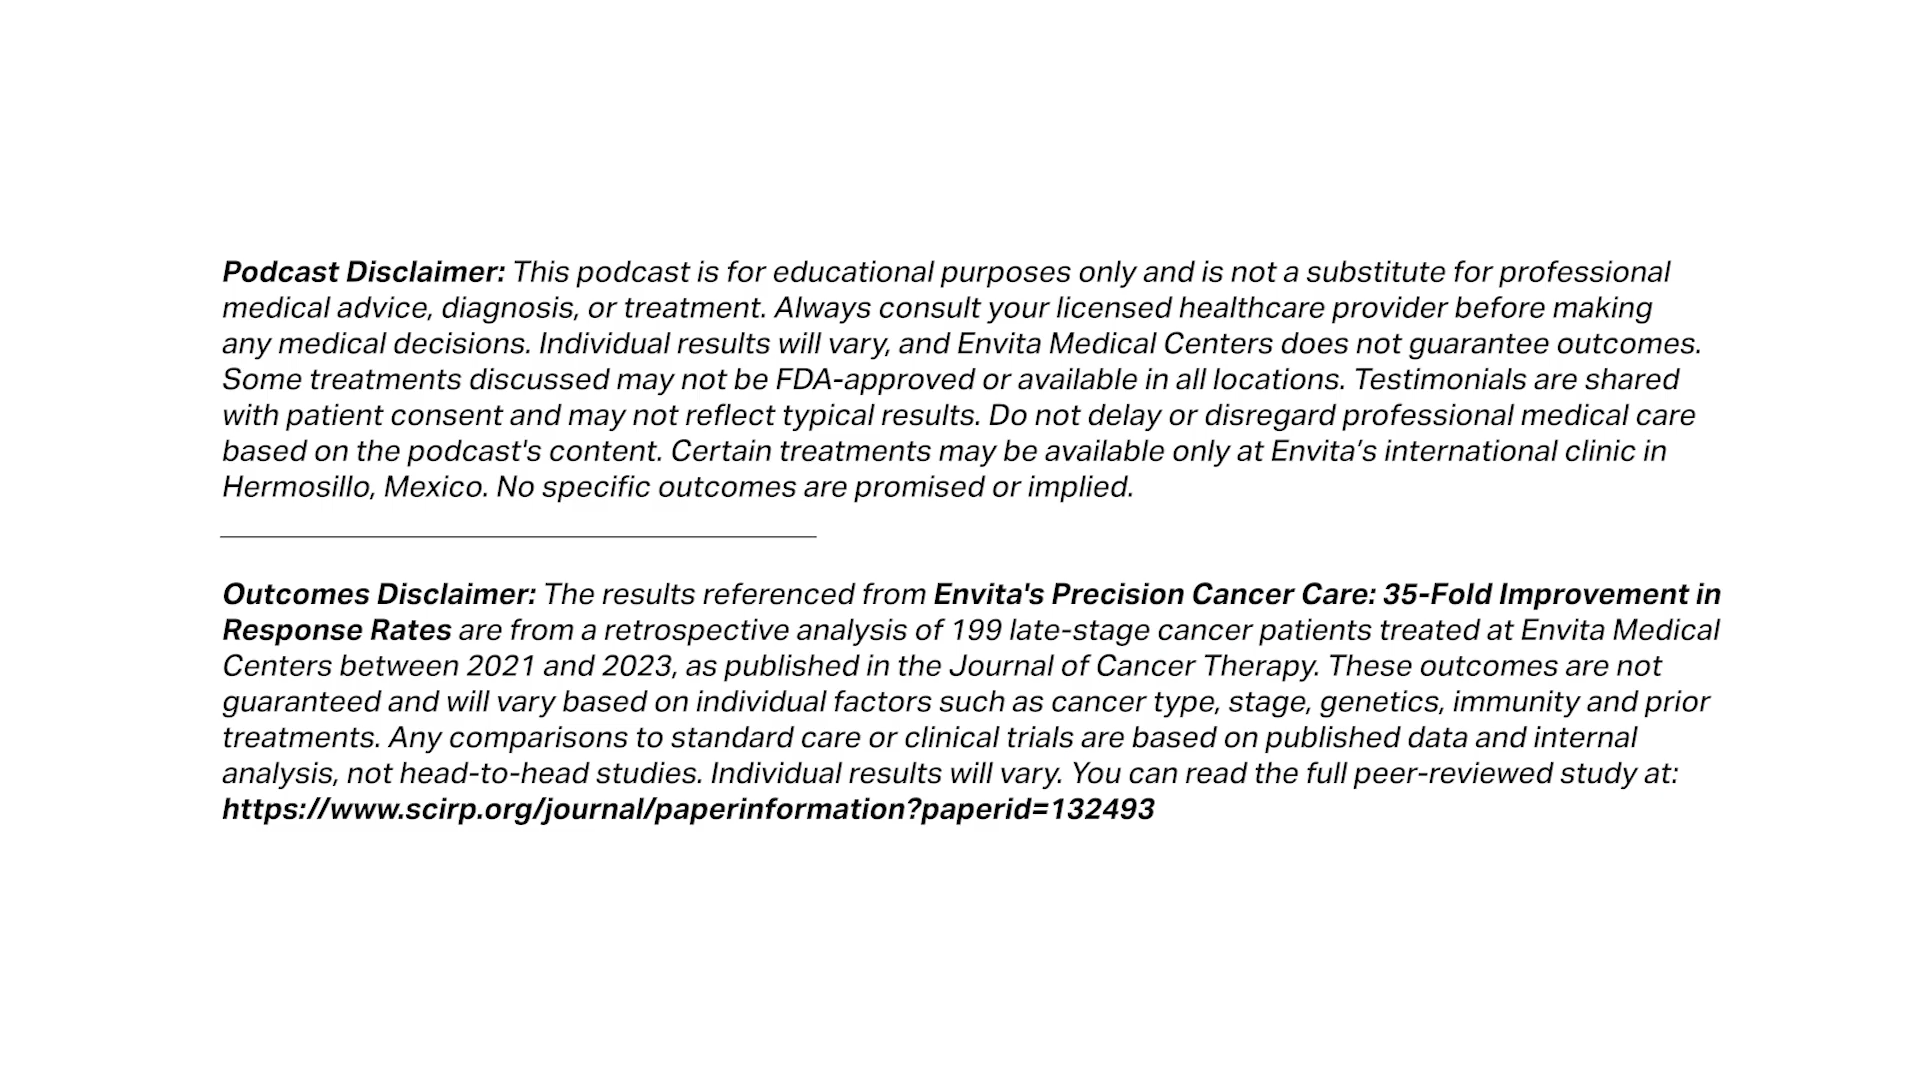 Podcast Disclaimer: This podcast is for educational purposes only and is not a substitute for professional
medical advice, diagnosis, or treatment. Always consult your licensed healthcare provider before making
any medical decisions. Individual results will vary, and Envita Medical Centers does not guarantee outcomes.
Some treatments discussed may not be FDA-approved or available in all locations. Testimonials are shared
with patient consent and may not reflect typical results. Do not delay or disregard professional medical care
based on the podcast's content. Certain treatments may be available only at Envita’s international clinic in
Hermosillo, Mexico. No specific outcomes are promised or implied.
Outcomes Disclaimer: The results referenced from Envita's Precision Cancer Care: 35-Fold Improvement in
Response Rates are from a retrospective analysis of 199 late-stage cancer patients treated at Envita Medical
Centers between 2021 and 2023, as published in the Journal of Cancer Therapy. These outcomes are not
guaranteed and will vary based on individual factors such as cancer type, stage, genetics, immunity and prior
treatments. Any comparisons to standard care or clinical trials are based on published data and internal
analysis, not head-to-head studies. Individual results will vary. You can read the full peer-reviewed study at:
https://www.scirp.org/journal/paperinformation?paperid=132493